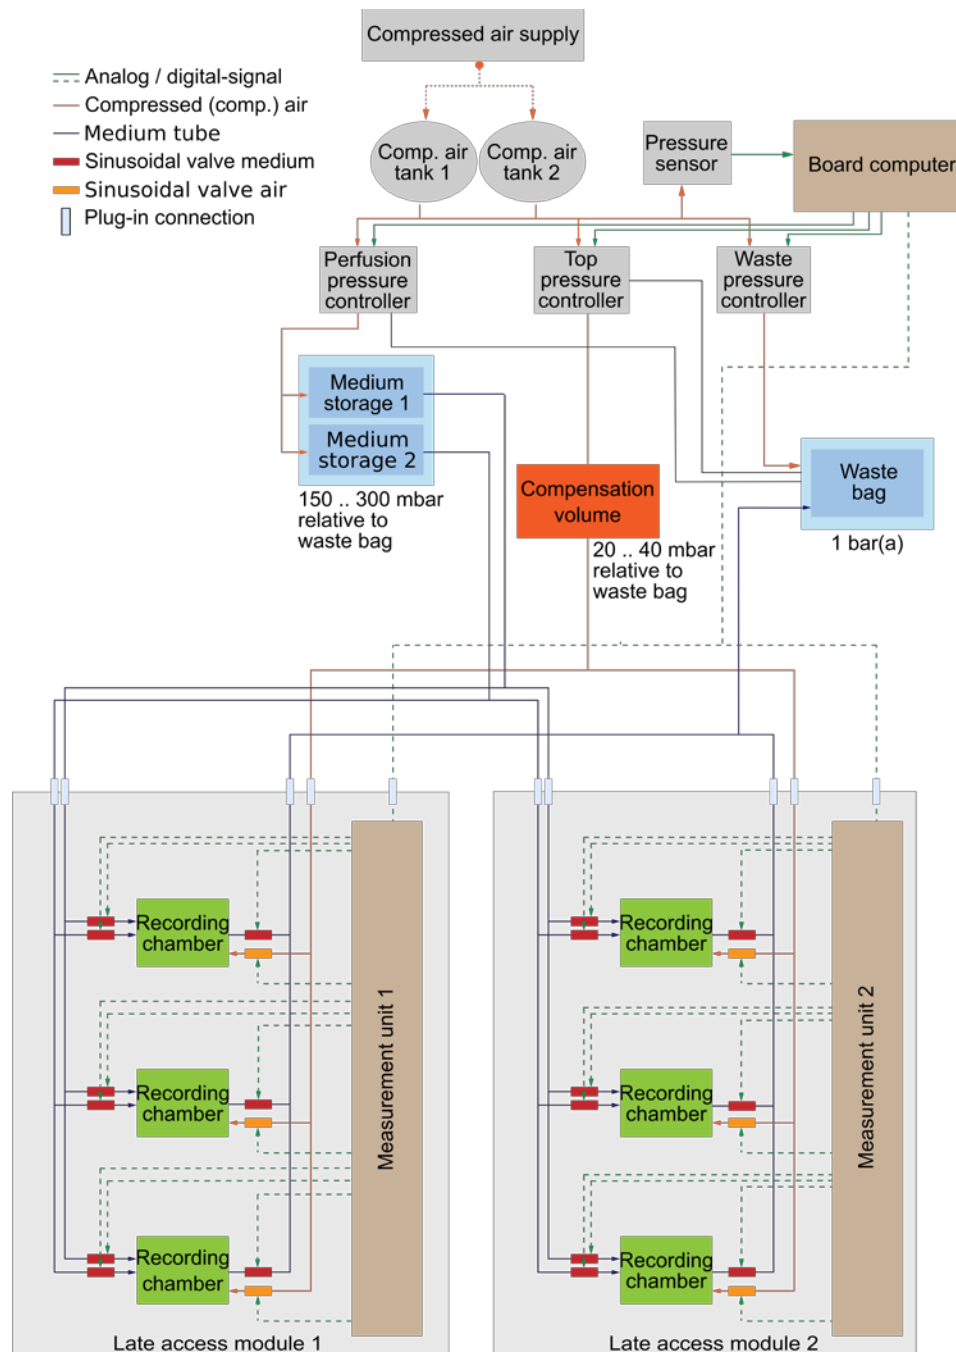 Compressed air supply
Analog / digital-signal
Compressed (comp.) air
Medium tube
Sinusoidal valve medium
Sinusoidal valve air
Plug-in connection
Comp. air
tank 1
Comp. air
tank 2
Pressure
sensor
Board computer
Perfusion
pressure
controller
Top
pressure
controller
Waste
pressure
controller
Medium
storage 1
Medium
storage 2
150 .. 300 mbar
relative to
waste bag
Compensation
volume
20 .. 40 mbar
relative to
waste bag
Waste
bag
1 bar(a)
Recording
chamber
Recording
chamber
Recording
chamber
Measurement unit 1
Late access module 1
Recording
chamber
Recording
chamber
Recording
chamber
Measurement unit 2
Late access module 2